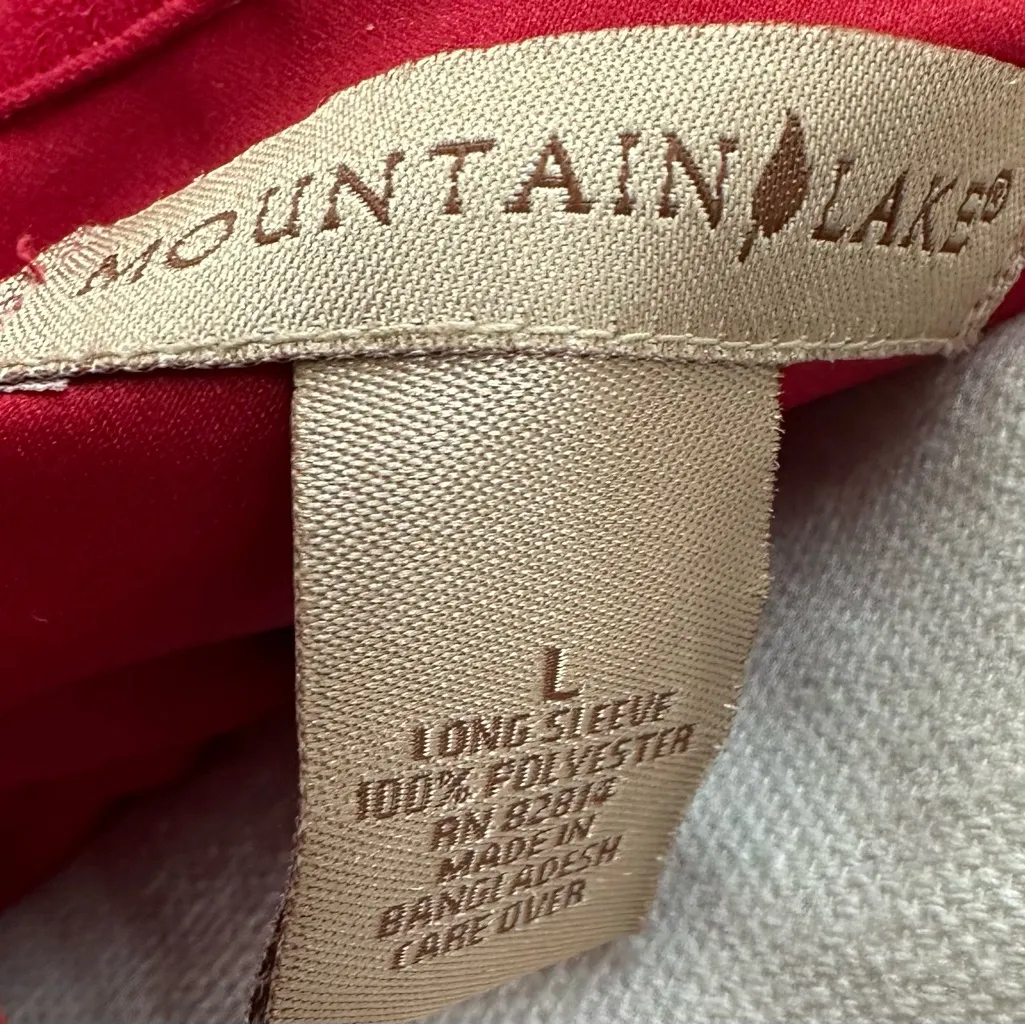 MOUNTAIN LAKE®
L
LONG SLEEVE
100% POLYESTER
RN 82814
MADE IN
BANGLADESH
CARE OVER